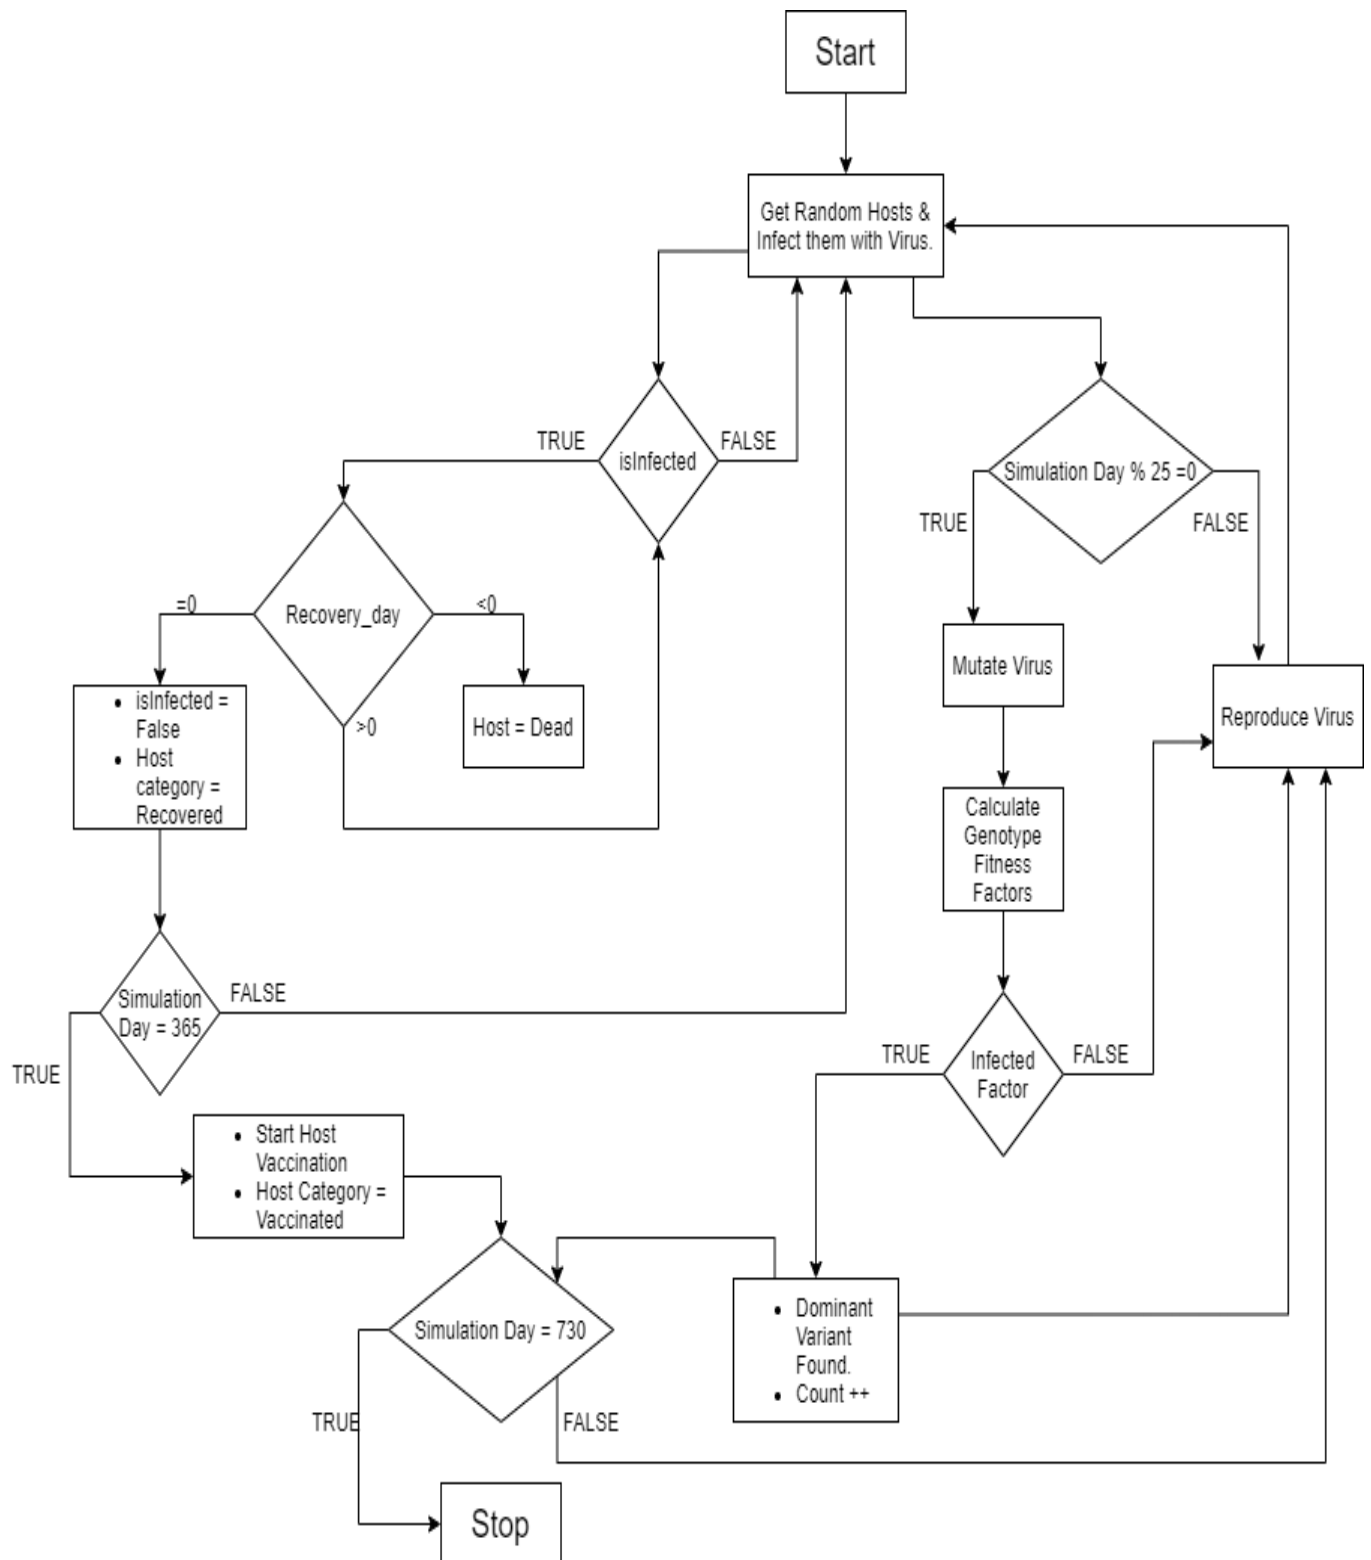 Start
Get Random Hosts &
Infect them with Virus.
TRUE
isInfected
FALSE
Simulation Day % 25 =0
TRUE
FALSE
=0
Recovery_day
<0
>0
• isInfected =
False
• Host
category =
Recovered
Host = Dead
Mutate Virus
Reproduce Virus
Calculate
Genotype
Fitness
Factors
Simulation
Day = 365
FALSE
TRUE
TRUE
Infected
Factor
FALSE
• Start Host
Vaccination
• Host Category =
Vaccinated
Simulation Day = 730
• Dominant
Variant
Found.
• Count ++
TRUE
FALSE
Stop